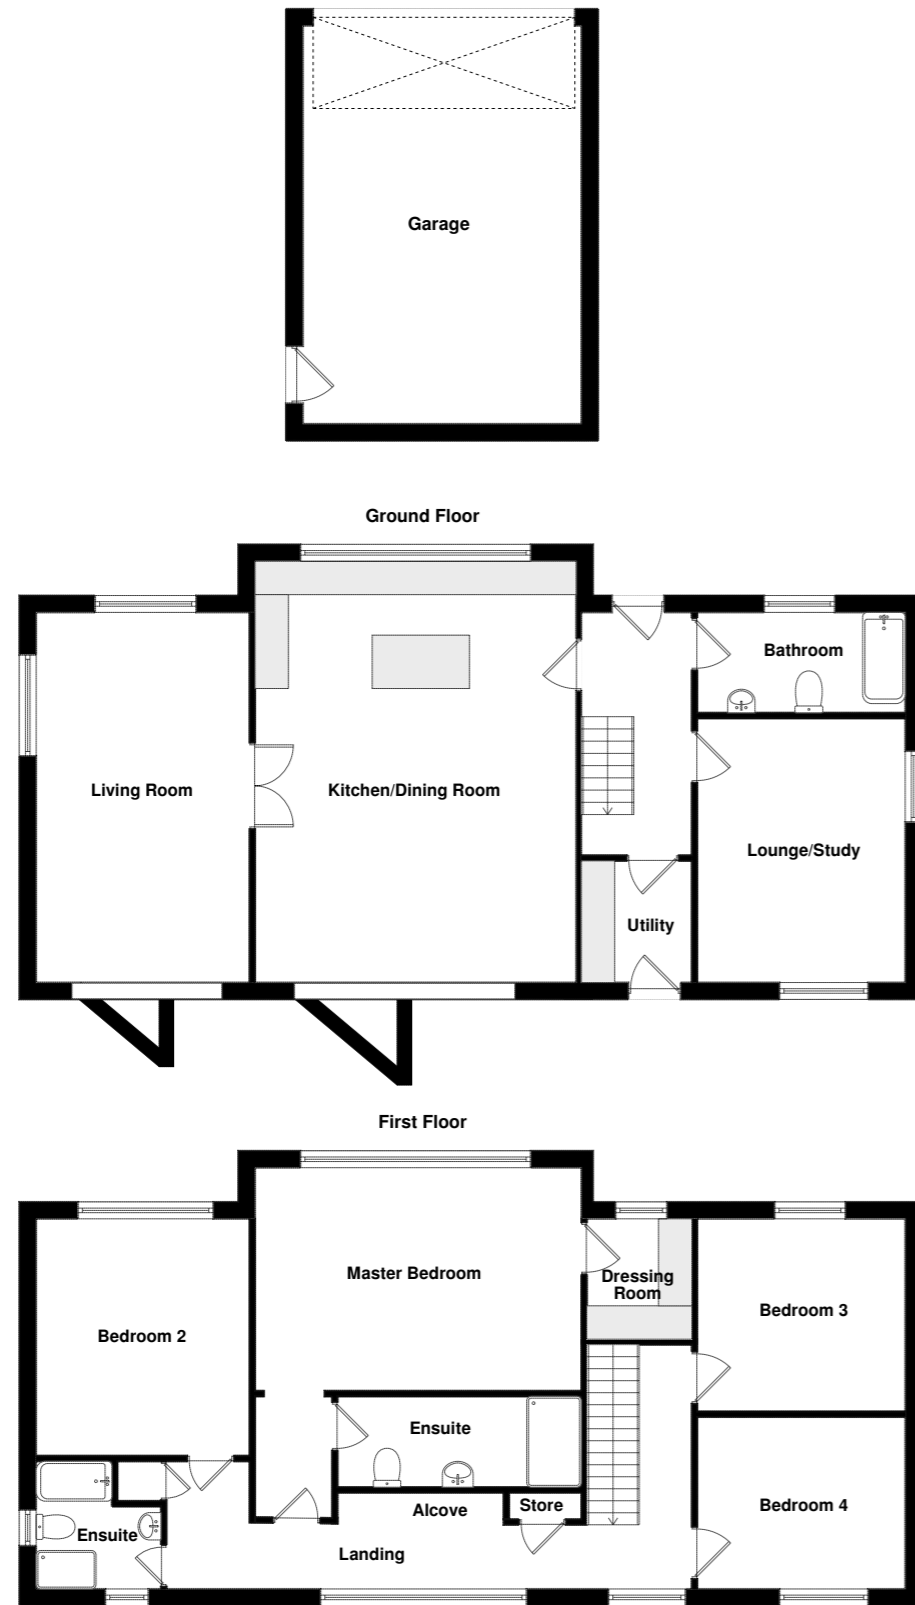 Garage
Ground Floor
Bathroom
Living Room
Kitchen/Dining Room
Lounge/Study
Utility
First Floor
Master Bedroom
Dressing
Room
Bedroom 3
Bedroom 2
Ensuite
Alcove
Store
Bedroom 4
Ensuite
Landing